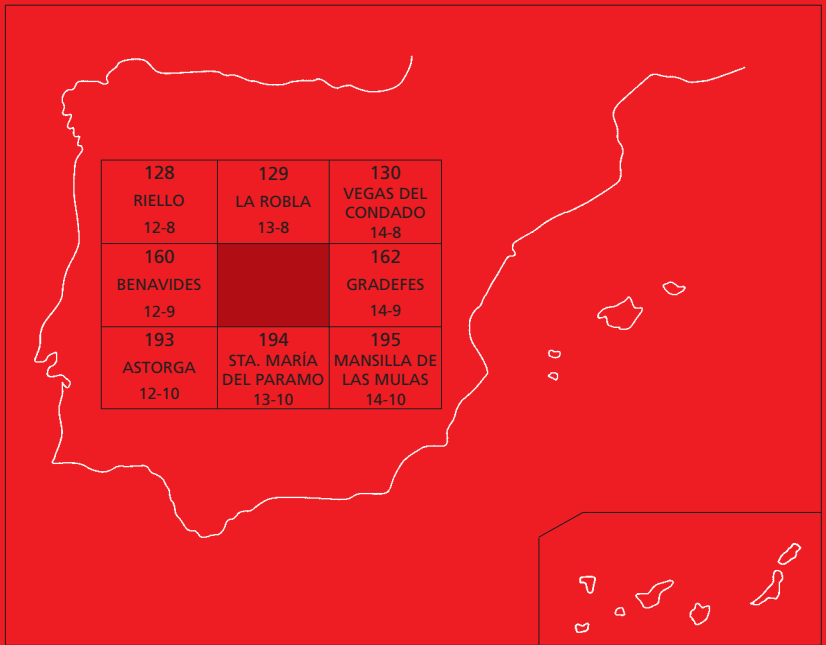 128
RIELLO
12-8
129
LA ROBLA
13-8
130
VEGAS DEL
CONDADO
14-8
160
BENAVIDES
12-9
162
GRADEFES
14-9
193
ASTORGA
12-10
194
STA. MARÍA
DEL PARAMO
13-10
195
MANSILLA DE
LAS MULAS
14-10